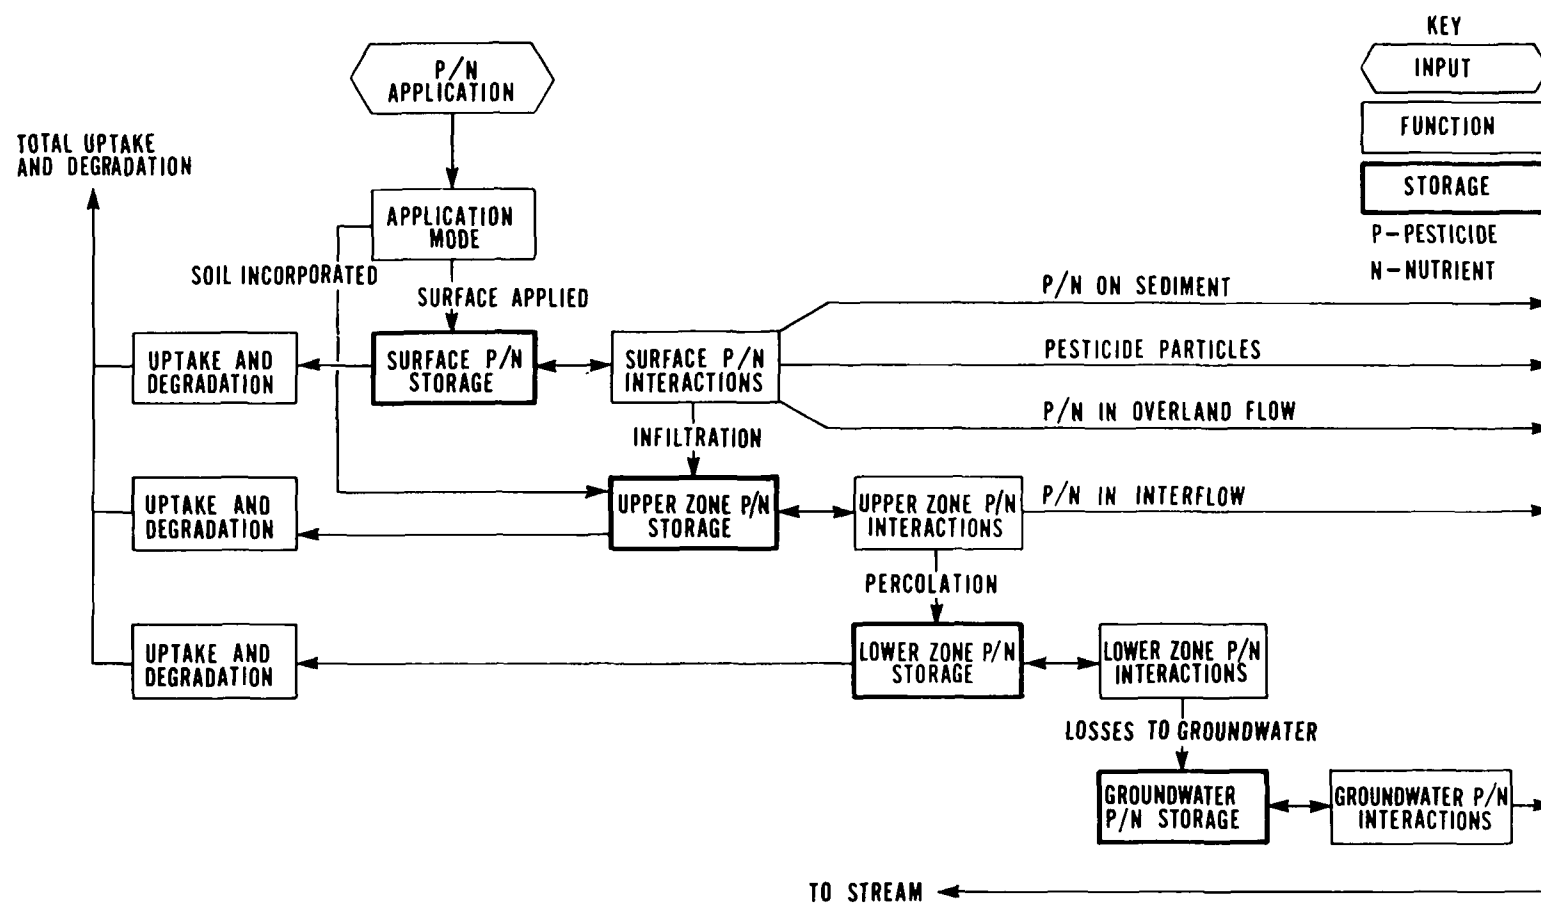 KEY
INPUT
FUNCTION
STORAGE
P-PESTICIDE
N-NUTRIENT
P/N
APPLICATION
TOTAL UPTAKE
AND DEGRADATION
APPLICATION
MODE
SOIL INCORPORATED
SURFACE APPLIED
P/N ON SEDIMENT
UPTAKE AND
DEGRADATION
SURFACE P/N
STORAGE
SURFACE P/N
INTERACTIONS
PESTICIDE PARTICLES
P/N IN OVERLAND FLOW
INFILTRATION
UPTAKE AND
DEGRADATION
UPPER ZONE P/N
STORAGE
UPPER ZONE P/N
INTERACTIONS
P/N IN INTERFLOW
PERCOLATION
UPTAKE AND
DEGRADATION
LOWER ZONE P/N
STORAGE
LOWER ZONE P/N
INTERACTIONS
LOSSES TO GROUNDWATER
GROUNDWATER
P/N STORAGE
GROUNDWATER P/N
INTERACTIONS
TO STREAM